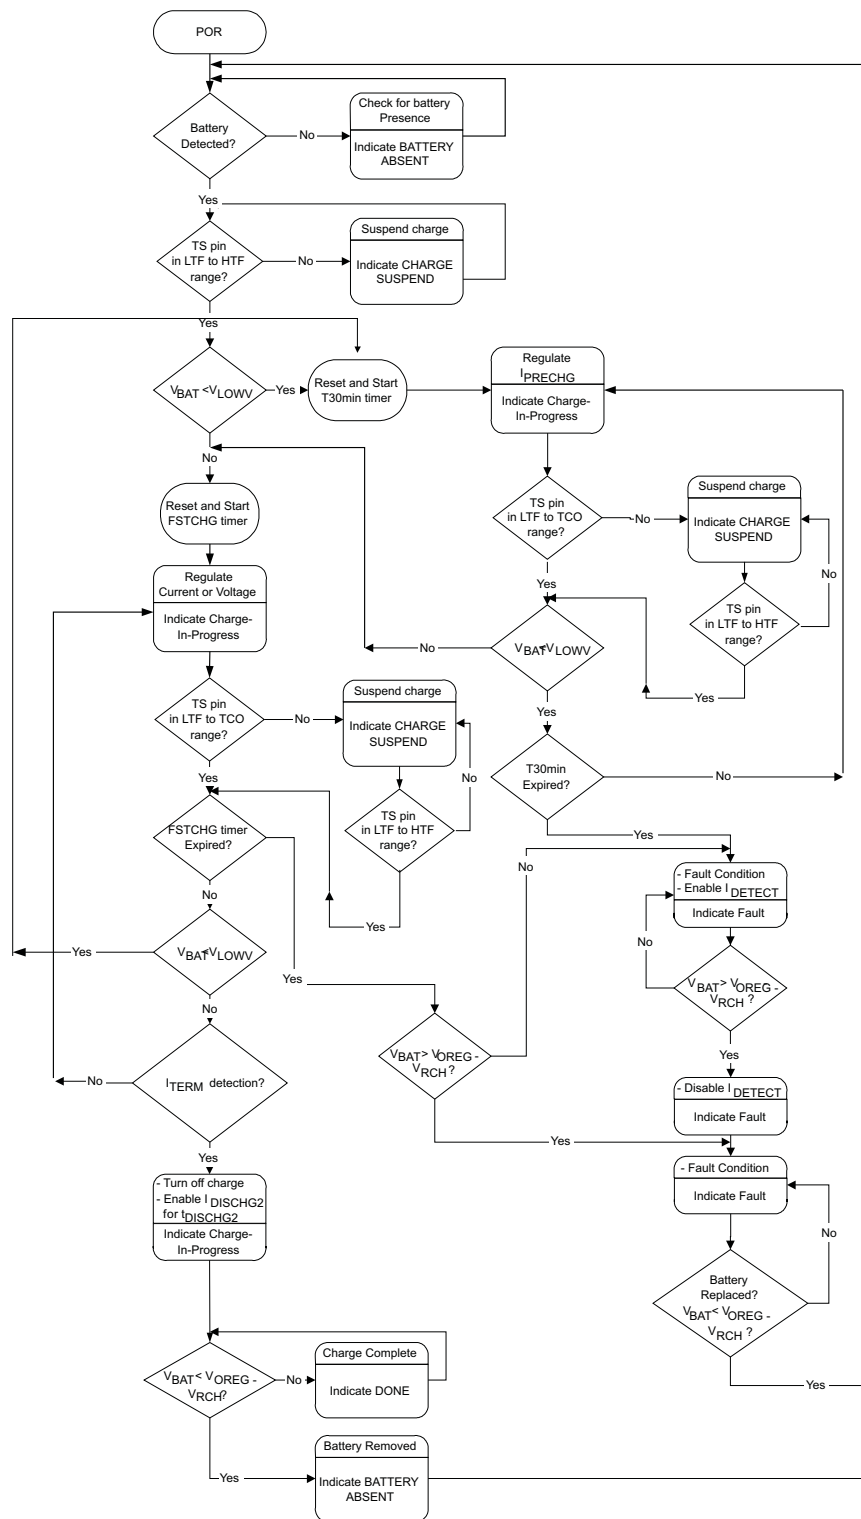 POR
Battery
Detected?
No
Check for battery
Presence
Indicate BATTERY
ABSENT
Yes
TS pin
in LTF to HTF
range?
No
Suspend charge
Indicate CHARGE
SUSPEND
Yes
VBAT <VLOWV
Yes
Reset and Start
T30min timer
Regulate
IPRECHG
Indicate Charge-
In-Progress
No
Reset and Start
FSTCHG timer
TS pin
in LTF to TCO
range?
No
Suspend charge
Indicate CHARGE
SUSPEND
No
TS pin
in LTF to HTF
range?
Yes
Yes
Regulate
Current or Voltage
Indicate Charge-
In-Progress
VBAT<VLOWV
No
Yes
TS pin
in LTF to TCO
range?
No
Suspend charge
Indicate CHARGE
SUSPEND
No
TS pin
in LTF to HTF
range?
Yes
Yes
T30min
Expired?
No
Yes
FSTCHG timer
Expired?
No
Yes
VBAT<VLOWV
Yes
No
No
- Fault Condition
- Enable IDETECT
Indicate Fault
No
VBAT> VOREG -
VRCH ?
Yes
VBAT> VOREG -
VRCH ?
Yes
ITERM detection?
No
Yes
- Disable IDETECT
Indicate Fault
- Fault Condition
Indicate Fault
No
Battery
Replaced?
VBAT< VOREG -
VRCH ?
Yes
- Turn off charge
- Enable IDISCHG2
for tDISCHG2
Indicate Charge-
In-Progress
VBAT< VOREG -
VRCH?
No
Charge Complete
Indicate DONE
Yes
Battery Removed
Indicate BATTERY
ABSENT